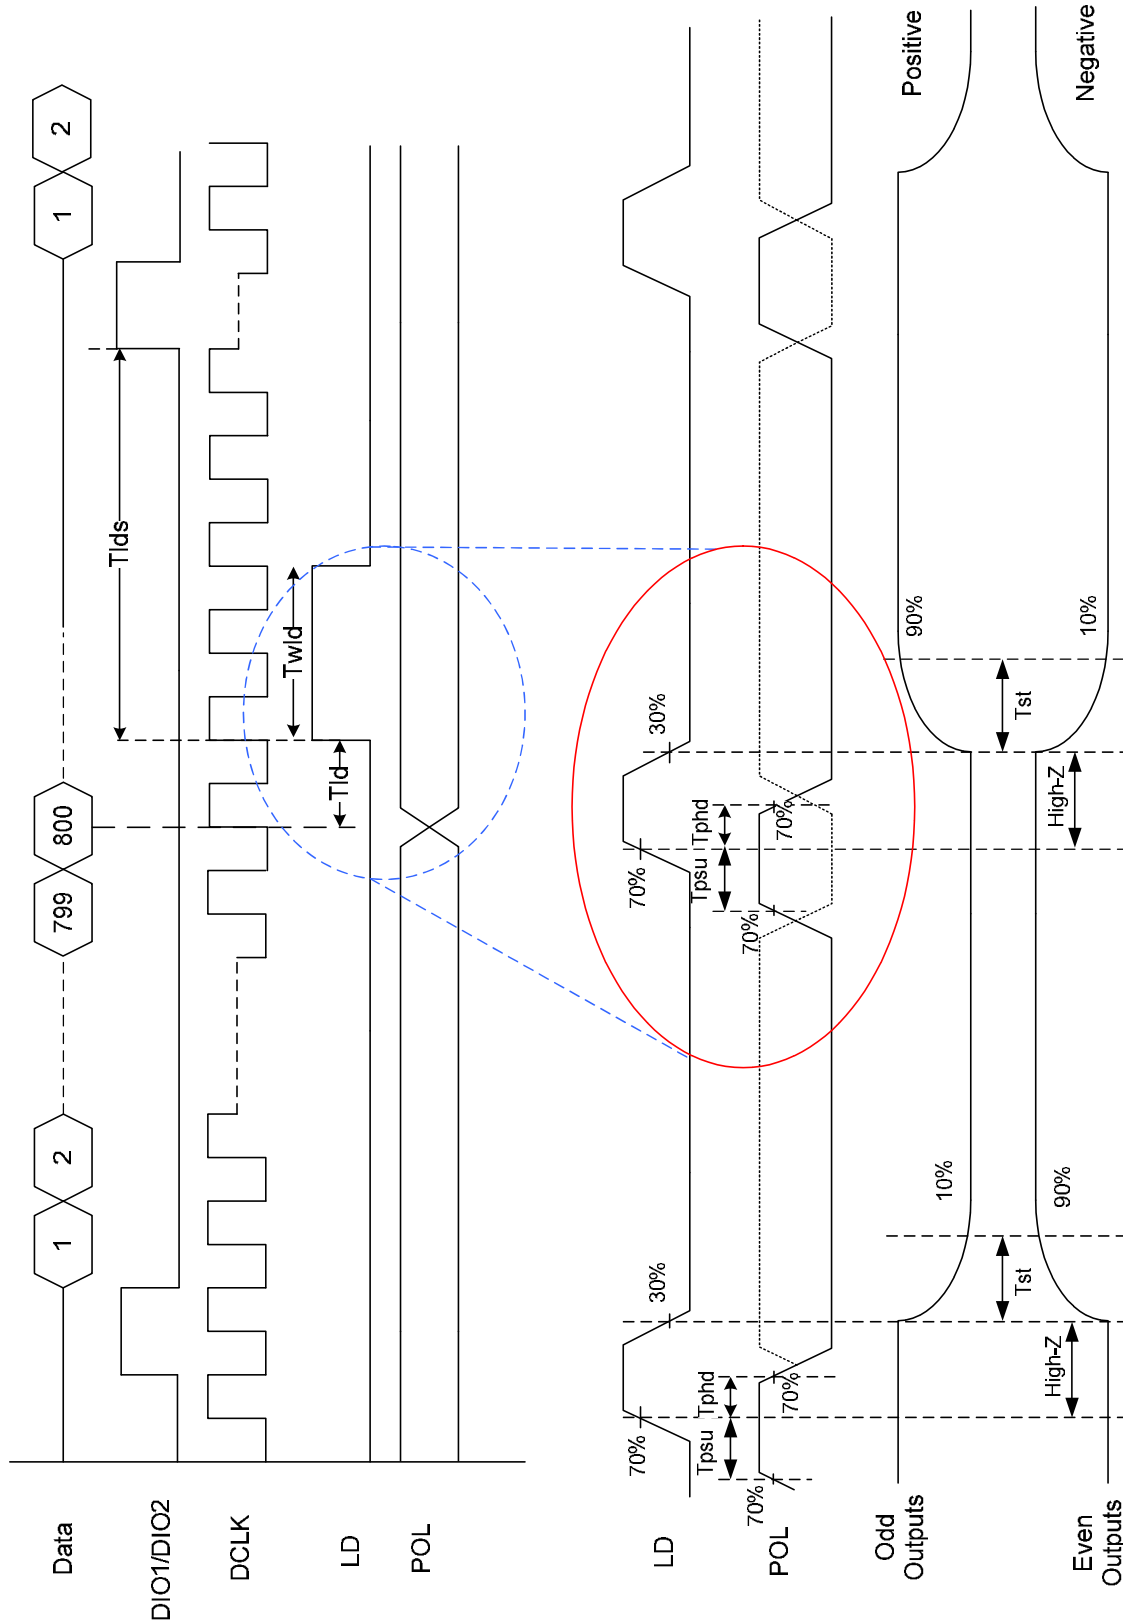 Data
1
2
799
800
1
2
DIO1/DIO2
Tlds
DCLK
LD
Tld
Twld
POL
LD
70%
30%
70%
30%
Tpsu
Tphd
Tpsu
Tphd
POL
70%
70%
70%
70%
Odd
Outputs
10%
90%
Positive
Tst
Tst
High-Z
High-Z
Even
Outputs
90%
10%
Negative